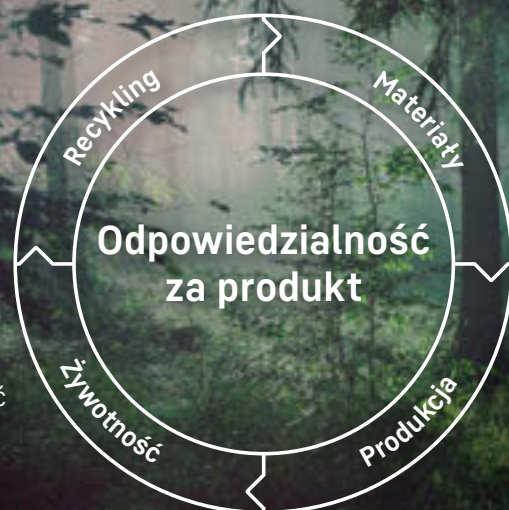 Recykling
Materiały
Odpowiedzialność
za produkt
Żywotność
Produkcja